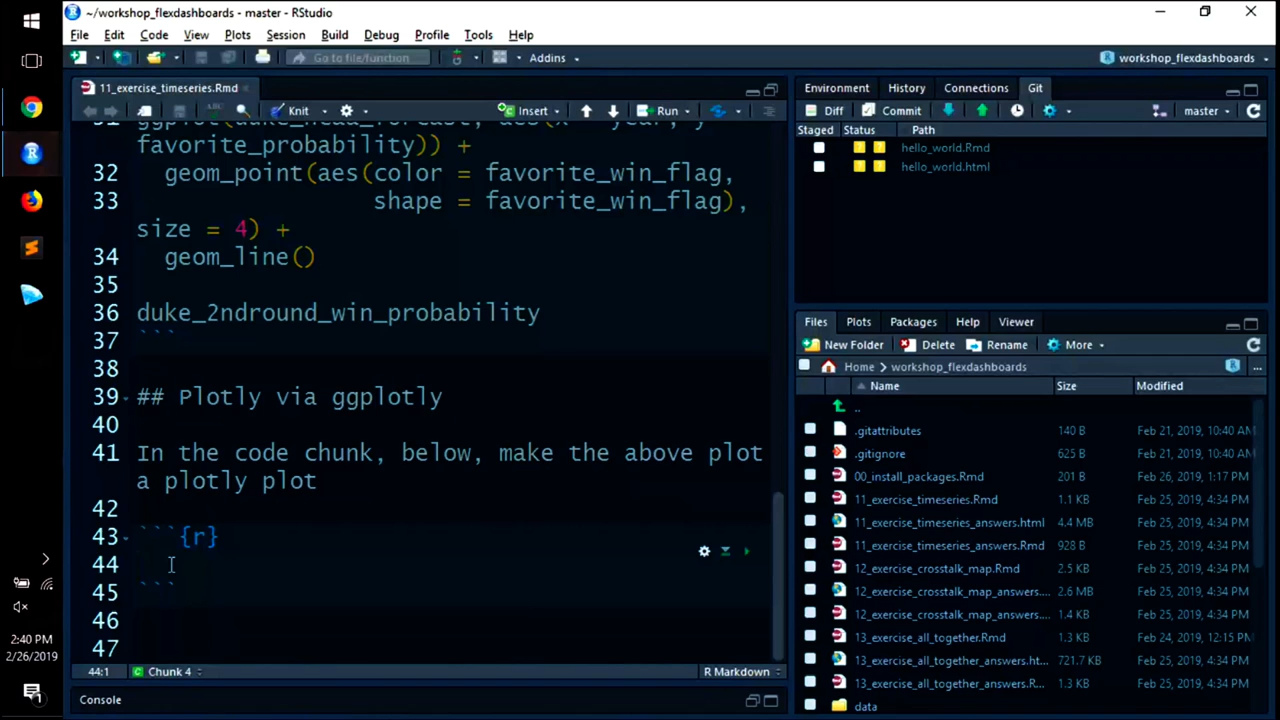 ~/workshop_flexdashboards - master - RStudio
File Edit Code View Plots Session Build Debug Profile Tools Help
Go to file/function Addins workshop_flexdashboards
11_exercise_timeseries.Rmd
ABC Knit Insert Run
favorite_probability)) +
32 geom_point(aes(color = favorite_win_flag,
33 shape = favorite_win_flag),
size = 4) +
34 geom_line()
35
36 duke_2ndround_win_probability
37 ```
38
39 ## Plotly via ggplotly
40
41 In the code chunk, below, make the above plot
a plotly plot
42
43 ```{r}
44
45 ```
46
47
44:1 Chunk 4 R Markdown
Console
Environment History Connections Git
Diff Commit master
Staged Status Path
? ? hello_world.Rmd
? ? hello_world.html
Files Plots Packages Help Viewer
New Folder Delete Rename More
Home workshop_flexdashboards ...
Name Size Modified
..
.gitattributes 140 B Feb 21, 2019, 10:40 AM
.gitignore 625 B Feb 21, 2019, 10:40 AM
00_install_packages.Rmd 201 B Feb 26, 2019, 1:17 PM
11_exercise_timeseries.Rmd 1.1 KB Feb 25, 2019, 4:34 PM
11_exercise_timeseries_answers.html 4.4 MB Feb 25, 2019, 4:34 PM
11_exercise_timeseries_answers.Rmd 928 B Feb 25, 2019, 4:34 PM
12_exercise_crosstalk_map.Rmd 2.5 KB Feb 25, 2019, 4:34 PM
12_exercise_crosstalk_map_answers.... 2.6 MB Feb 25, 2019, 4:34 PM
12_exercise_crosstalk_map_answers.... 1.4 KB Feb 25, 2019, 4:34 PM
13_exercise_all_together.Rmd 1.3 KB Feb 24, 2019, 12:15 PM
13_exercise_all_together_answers.ht... 721.7 KB Feb 25, 2019, 4:34 PM
13_exercise_all_together_answers.R... 1.3 KB Feb 25, 2019, 4:34 PM
data
2:40 PM
2/26/2019